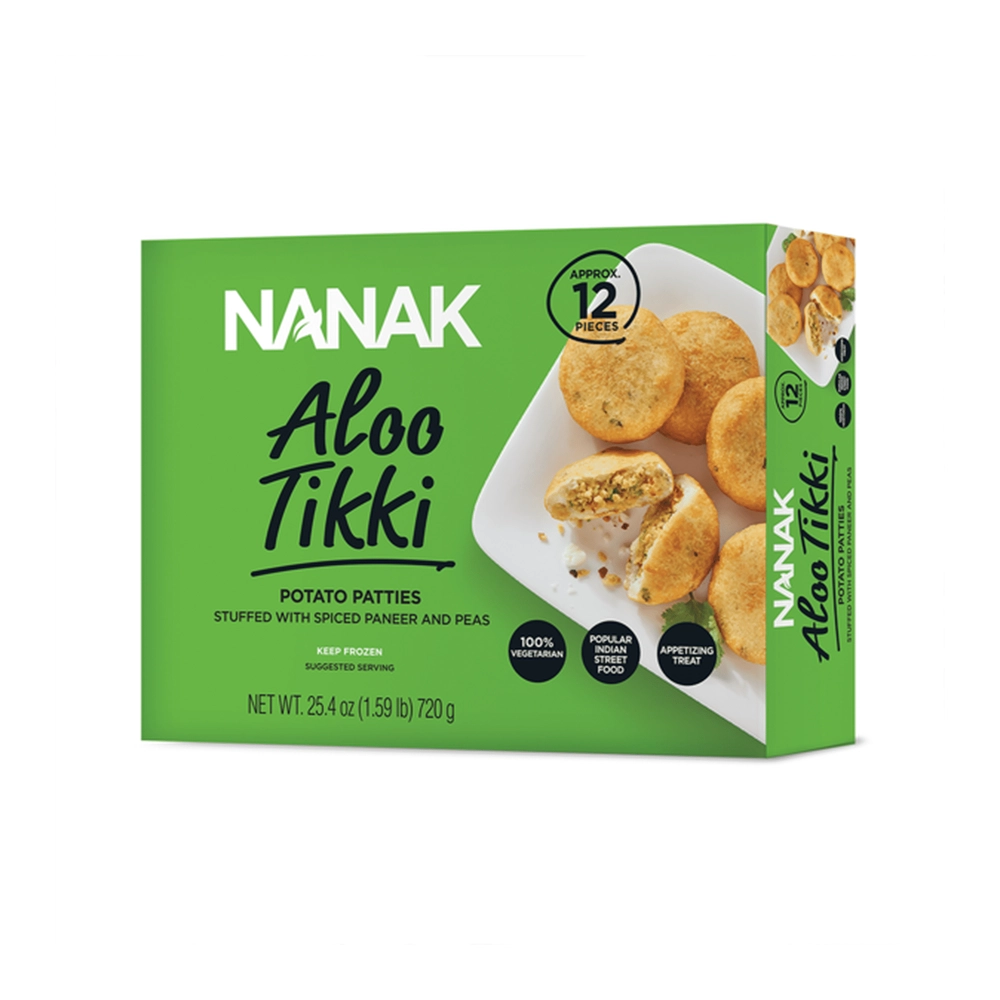 NANAK
Aloo
Tikki
POTATO PATTIES
STUFFED WITH SPICED PANEER AND PEAS
KEEP FROZEN
SUGGESTED SERVING
NET WT. 25.4 oz (1.59 lb) 720 g
APPROX.
12
PIECES
100%
VEGETARIAN
POPULAR
INDIAN
STREET
FOOD
APPETIZING
TREAT
APPROX.
12
PIECES
NANAK
Aloo Tikki
POTATO PATTIES
STUFFED WITH SPICED PANEER AND PEAS